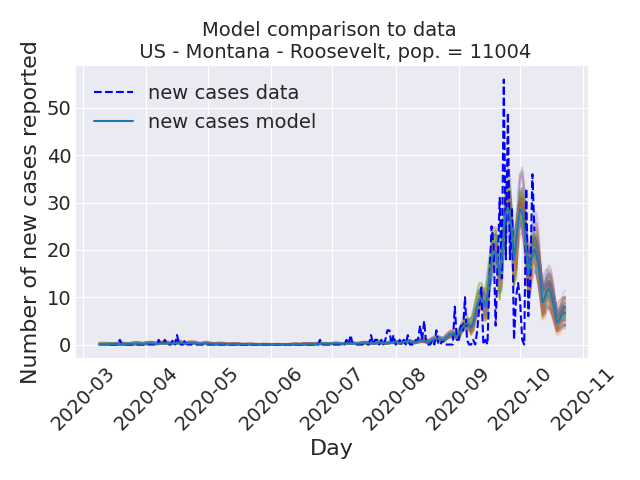 Model comparison to data
US - Montana - Roosevelt, pop. = 11004
Number of new cases reported
50
40
30
20
10
0
new cases data
new cases model
2020-03
2020-04
2020-05
2020-06
2020-07
2020-08
2020-09
2020-10
2020-11
Day